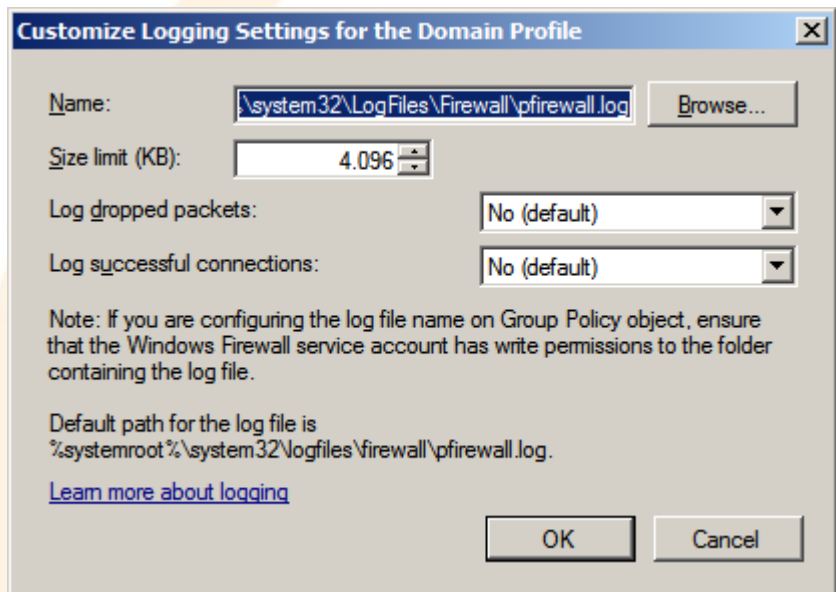 Customize Logging Settings for the Domain Profile
Name: \system32\LogFiles\Firewall\pfirewall.log Browse...
Size limit (KB): 4.096
Log dropped packets: No (default)
Log successful connections: No (default)
Note: If you are configuring the log file name on Group Policy object, ensure
that the Windows Firewall service account has write permissions to the folder
containing the log file.
Default path for the log file is
%systemroot%\system32\logfiles\firewall\pfirewall.log.
Learn more about logging
OK Cancel